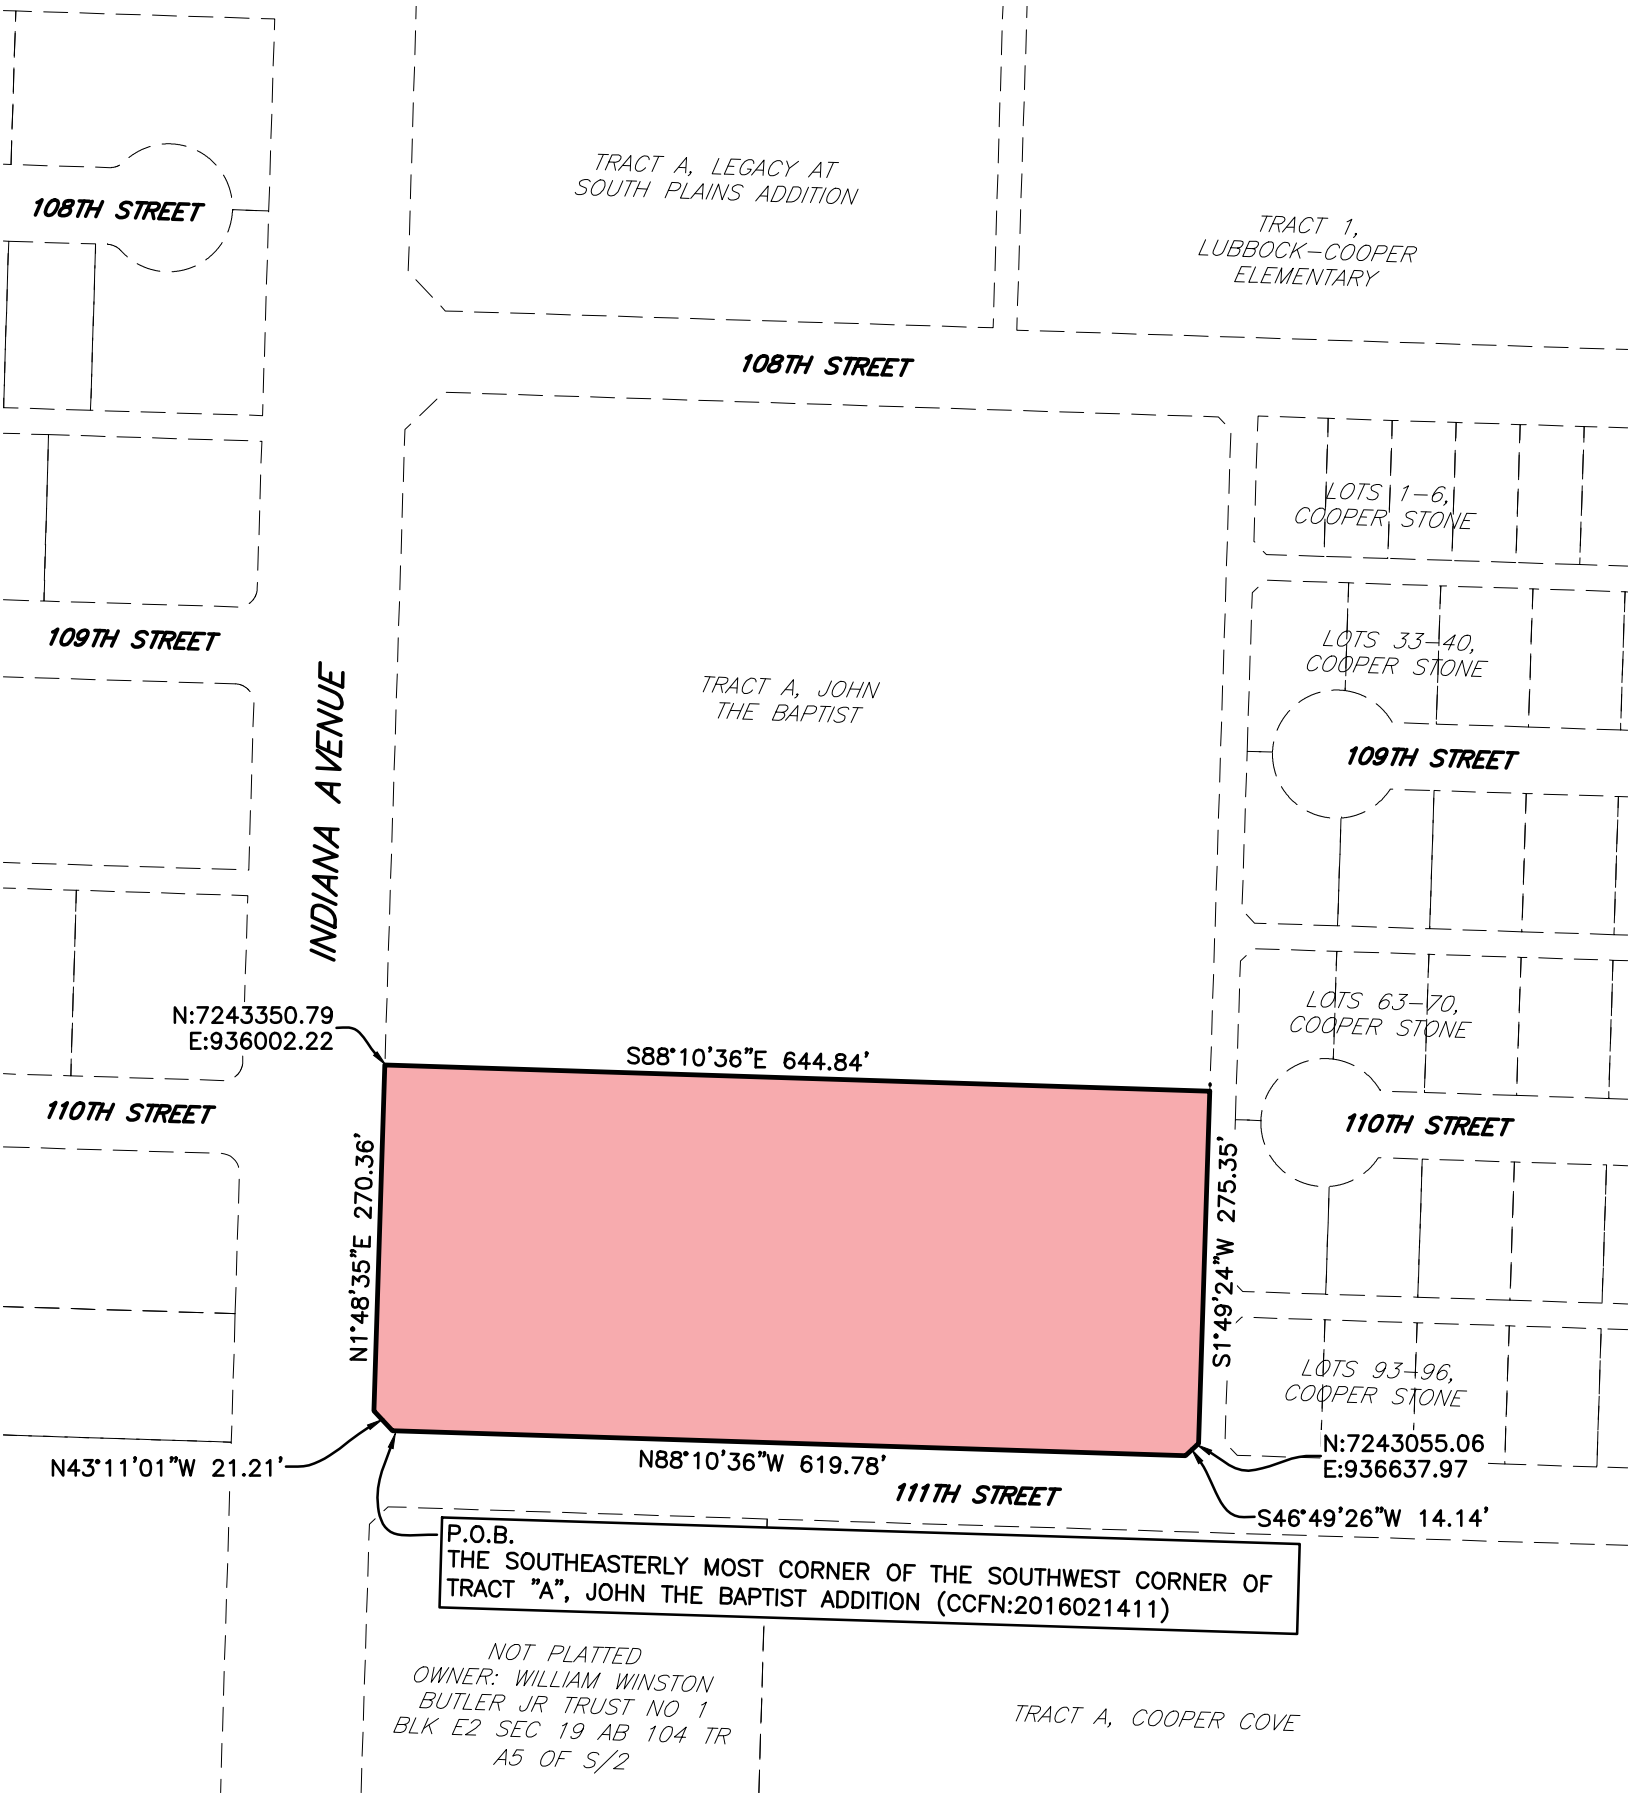 TRACT A, LEGACY AT
SOUTH PLAINS ADDITION
108TH STREET
TRACT 1,
LUBBOCK-COOPER
ELEMENTARY
108TH STREET
LOTS 1-6,
COOPER STONE
109TH STREET
LOTS 33-40,
COOPER STONE
INDIANA AVENUE
TRACT A, JOHN
THE BAPTIST
109TH STREET
N:7243350.79
E:936002.22
LOTS 63-70,
COOPER STONE
S88°10'36"E 644.84'
110TH STREET
110TH STREET
N1°48'35"E 270.36'
S1°49'24"W 275.35'
LOTS 93-96,
COOPER STONE
N43°11'01"W 21.21'
N88°10'36"W 619.78'
N:7243055.06
E:936637.97
111TH STREET
S46°49'26"W 14.14'
P.O.B.
THE SOUTHEASTERLY MOST CORNER OF THE SOUTHWEST CORNER OF
TRACT "A", JOHN THE BAPTIST ADDITION (CCFN:2016021411)
NOT PLATTED
OWNER: WILLIAM WINSTON
BUTLER JR TRUST NO 1
BLK E2 SEC 19 AB 104 TR
A5 OF S/2
TRACT A, COOPER COVE